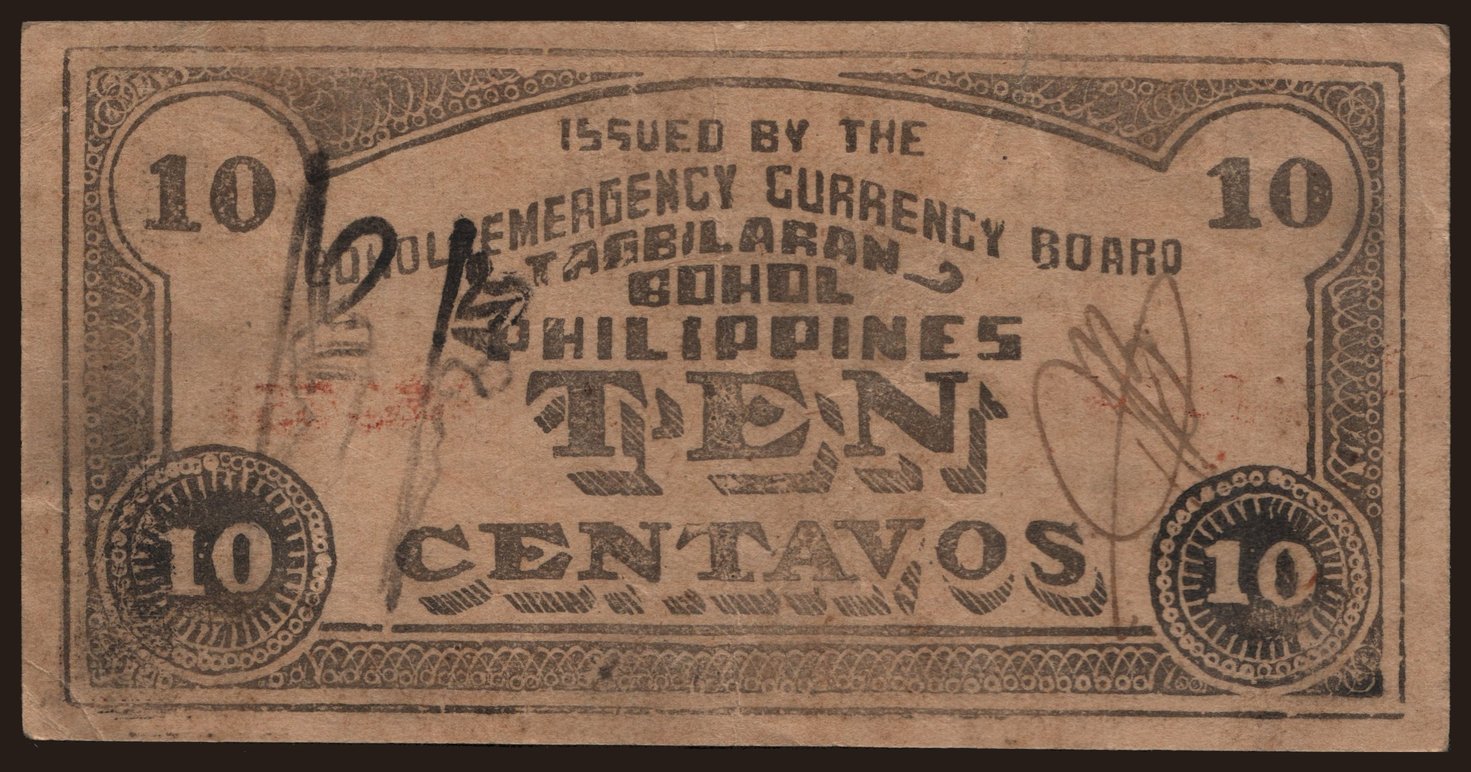 ISSUED BY THE
10 10
BOHOL EMERGENCY CURRENCY BOARD
TAGBILARAN
BOHOL
PHILIPPINES
TEN
CENTAVOS
10 10